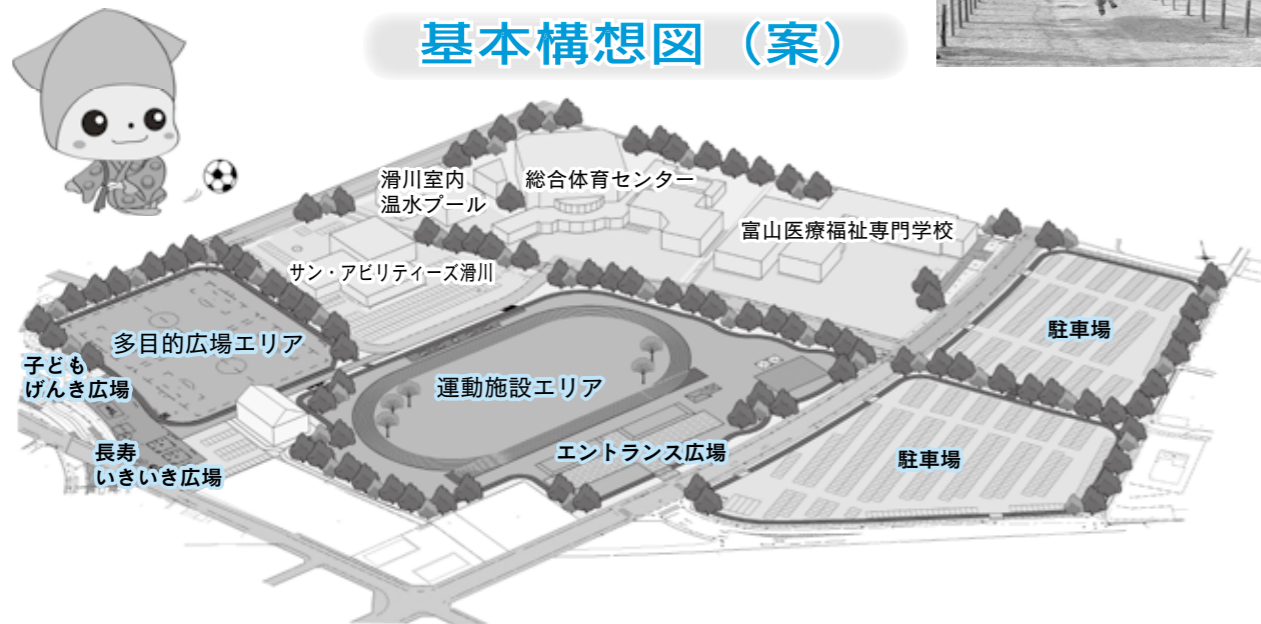 基本構想図（案）
滑川室内
温水プール
総合体育センター
富山医療福祉専門学校
サン・アビリティーズ滑川
多目的広場エリア
駐車場
子ども
げんき広場
運動施設エリア
長寿
いきいき広場
エントランス広場
駐車場